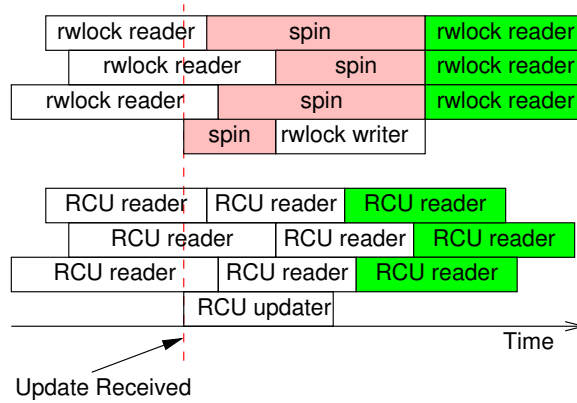 rwlock reader spin rwlock reader
rwlock reader spin rwlock reader
rwlock reader spin rwlock reader
spin rwlock writer
RCU reader RCU reader RCU reader
RCU reader RCU reader RCU reader
RCU reader RCU reader RCU reader
RCU updater
Time
Update Received